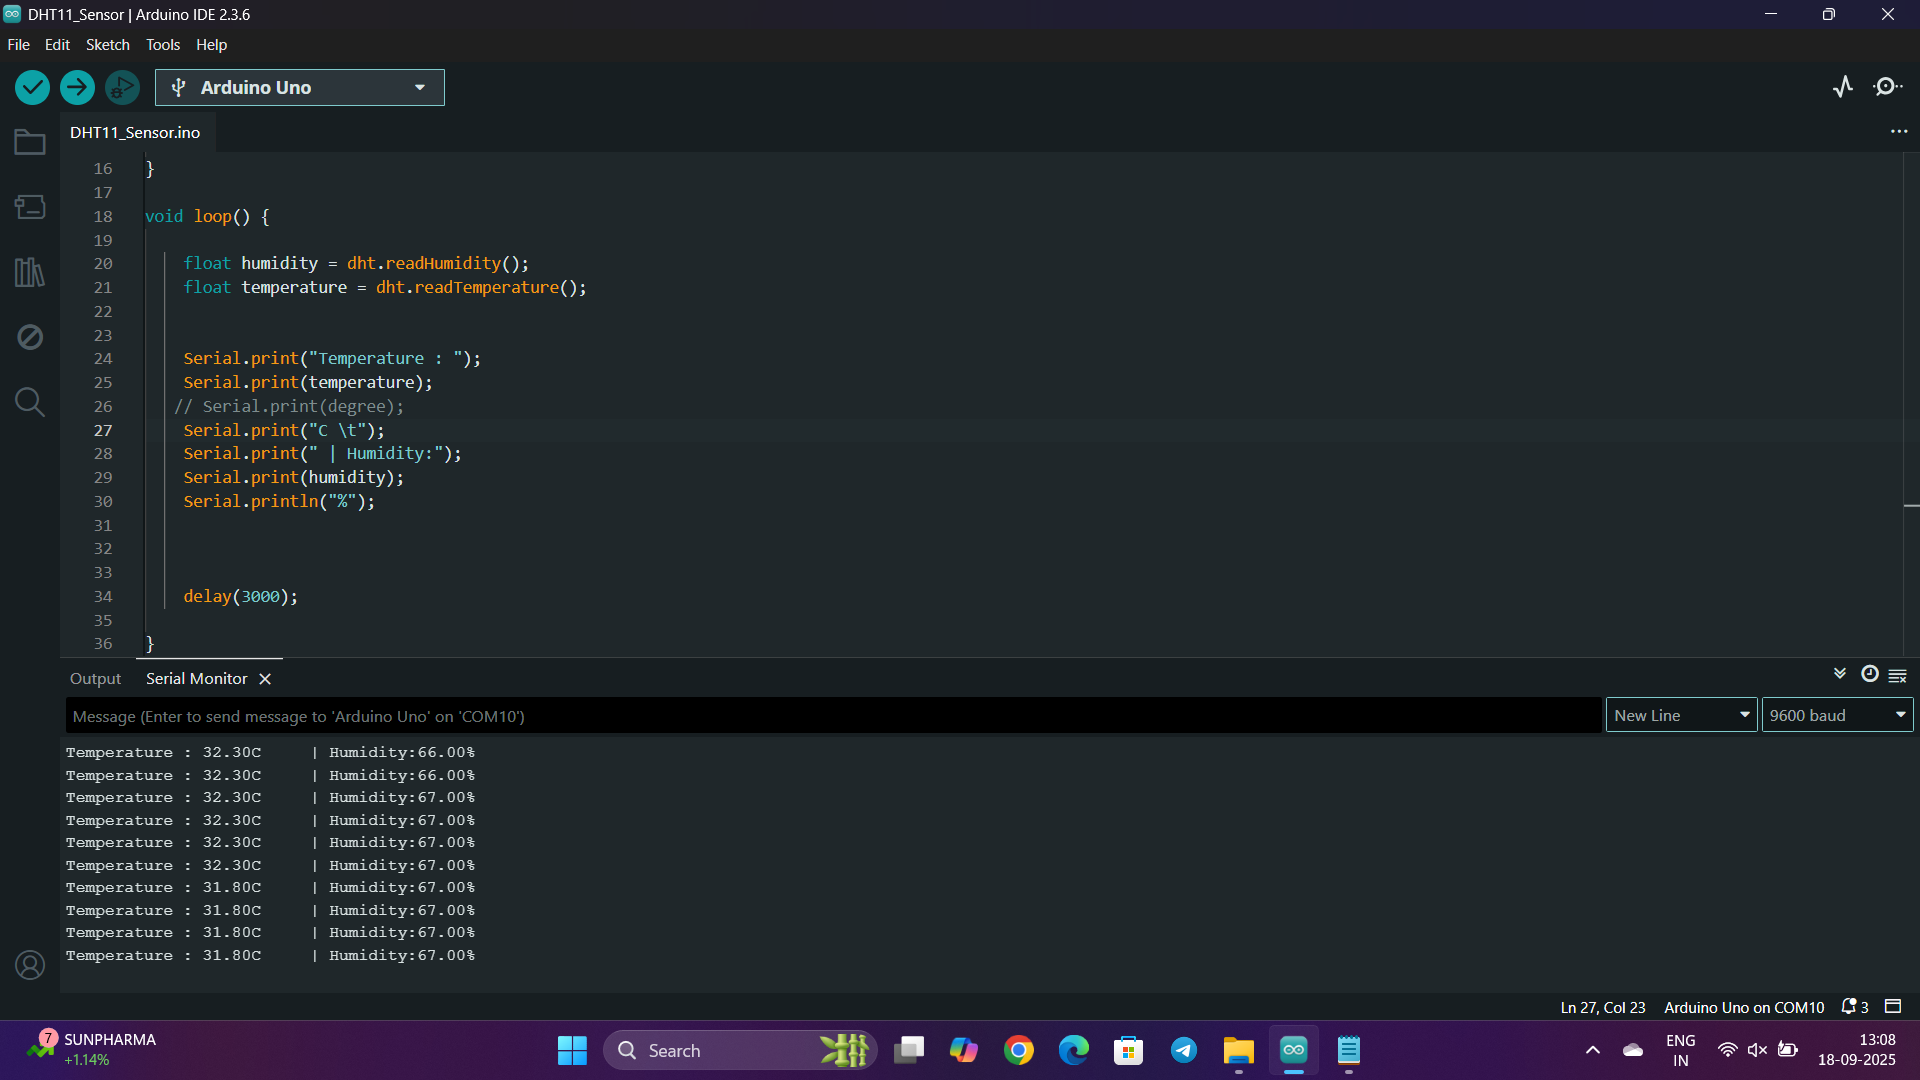 DHT11_Sensor | Arduino IDE 2.3.6
File Edit Sketch Tools Help
Arduino Uno
DHT11_Sensor.ino
16 }
17
18 void loop() {
19
20 float humidity = dht.readHumidity();
21 float temperature = dht.readTemperature();
22
23
24 Serial.print("Temperature : ");
25 Serial.print(temperature);
26 // Serial.print(degree);
27 Serial.print("C \t");
28 Serial.print(" | Humidity:");
29 Serial.print(humidity);
30 Serial.println("%");
31
32
33
34 delay(3000);
35
36 }
Output Serial Monitor
Message (Enter to send message to 'Arduino Uno' on 'COM10') New Line 9600 baud
Temperature : 32.30C | Humidity:66.00%
Temperature : 32.30C | Humidity:66.00%
Temperature : 32.30C | Humidity:67.00%
Temperature : 32.30C | Humidity:67.00%
Temperature : 32.30C | Humidity:67.00%
Temperature : 32.30C | Humidity:67.00%
Temperature : 31.80C | Humidity:67.00%
Temperature : 31.80C | Humidity:67.00%
Temperature : 31.80C | Humidity:67.00%
Temperature : 31.80C | Humidity:67.00%
Ln 27, Col 23 Arduino Uno on COM10 3
7 SUNPHARMA
+1.14%
Search
ENG
IN
13:08
18-09-2025